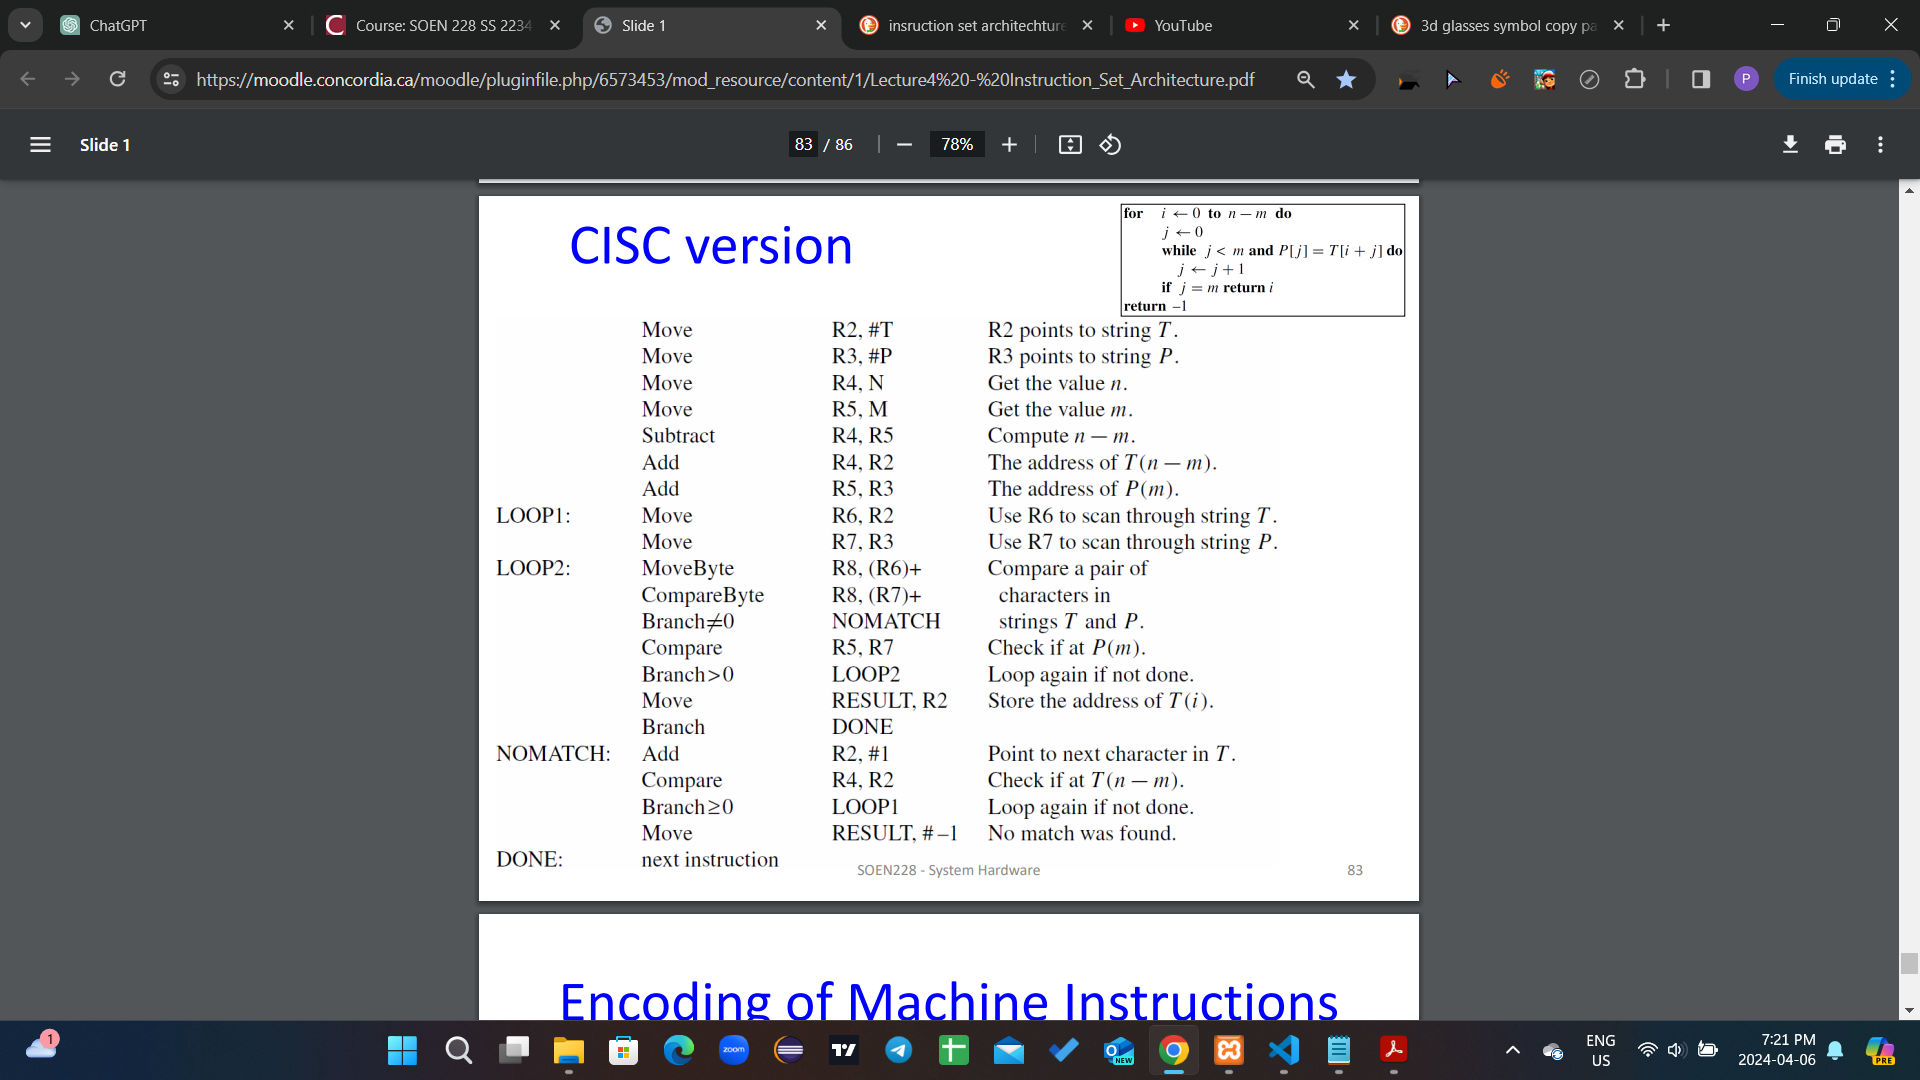 ChatGPT
Course: SOEN 228 SS 2234
Slide 1
insruction set architechture
YouTube
3d glasses symbol copy pa
https://moodle.concordia.ca/moodle/pluginfile.php/6573453/mod_resource/content/1/Lecture4%20-%20Instruction_Set_Architecture.pdf
P
Finish update
Slide 1
83 / 86
78%
CISC version
for i ← 0 to n – m do
j ← 0
while j < m and P[j] = T[i + j] do
j ← j + 1
if j = m return i
return –1
Move R2, #T R2 points to string T.
Move R3, #P R3 points to string P.
Move R4, N Get the value n.
Move R5, M Get the value m.
Subtract R4, R5 Compute n – m.
Add R4, R2 The address of T(n – m).
Add R5, R3 The address of P(m).
LOOP1: Move R6, R2 Use R6 to scan through string T.
Move R7, R3 Use R7 to scan through string P.
LOOP2: MoveByte R8, (R6)+ Compare a pair of
CompareByte R8, (R7)+ characters in
Branch≠0 NOMATCH strings T and P.
Compare R5, R7 Check if at P(m).
Branch>0 LOOP2 Loop again if not done.
Move RESULT, R2 Store the address of T(i).
Branch DONE
NOMATCH: Add R2, #1 Point to next character in T.
Compare R4, R2 Check if at T(n – m).
Branch≥0 LOOP1 Loop again if not done.
Move RESULT, #–1 No match was found.
DONE: next instruction
SOEN228 - System Hardware 83
Encoding of Machine Instructions
1
zoom
NEW
ENG
US
7:21 PM
2024-04-06
PRE